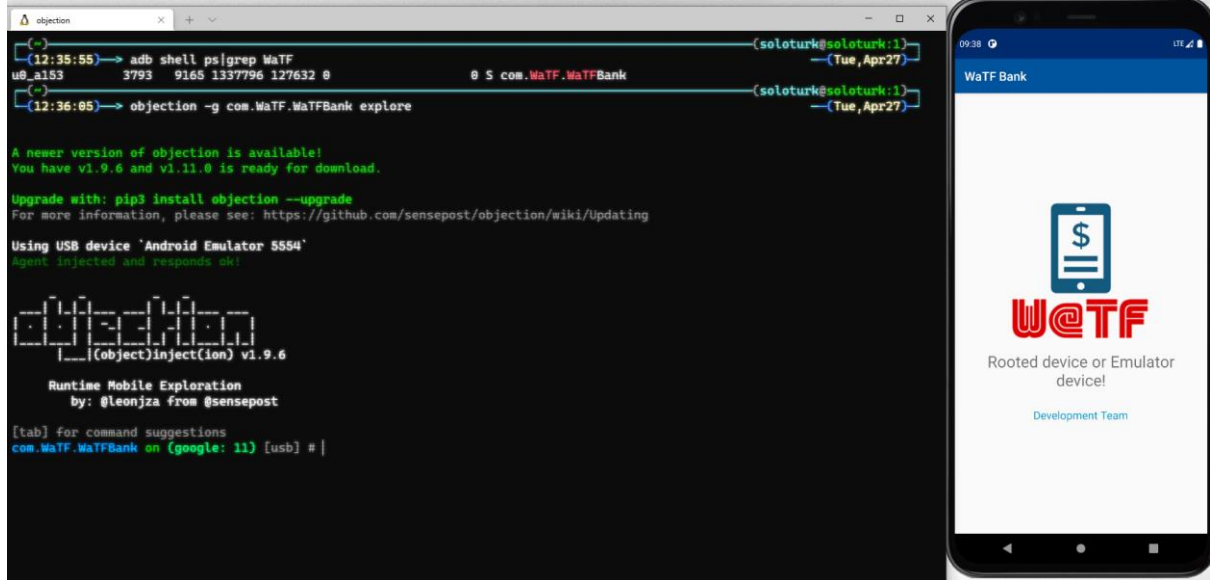 objection
(~) (soloturk@soloturk:1)
(12:35:55)—> adb shell ps|grep WaTF (Tue,Apr27)
u0_a153 3793 9165 1337796 127632 0 0 S com.WaTF.WaTFBank
(~) (soloturk@soloturk:1)
(12:36:05)—> objection -g com.WaTF.WaTFBank explore (Tue,Apr27)
A newer version of objection is available!
You have v1.9.6 and v1.11.0 is ready for download.
Upgrade with: pip3 install objection --upgrade
For more information, please see: https://github.com/sensepost/objection/wiki/Updating
Using USB device `Android Emulator 5554`
Agent injected and responds ok!
objection
|___|(object)inject(ion) v1.9.6
Runtime Mobile Exploration
by: @leonjza from @sensepost
[tab] for command suggestions
com.WaTF.WaTFBank on (google: 11) [usb] #
09:38 LTE
WaTF Bank
$
W@TF
Rooted device or Emulator
device!
Development Team